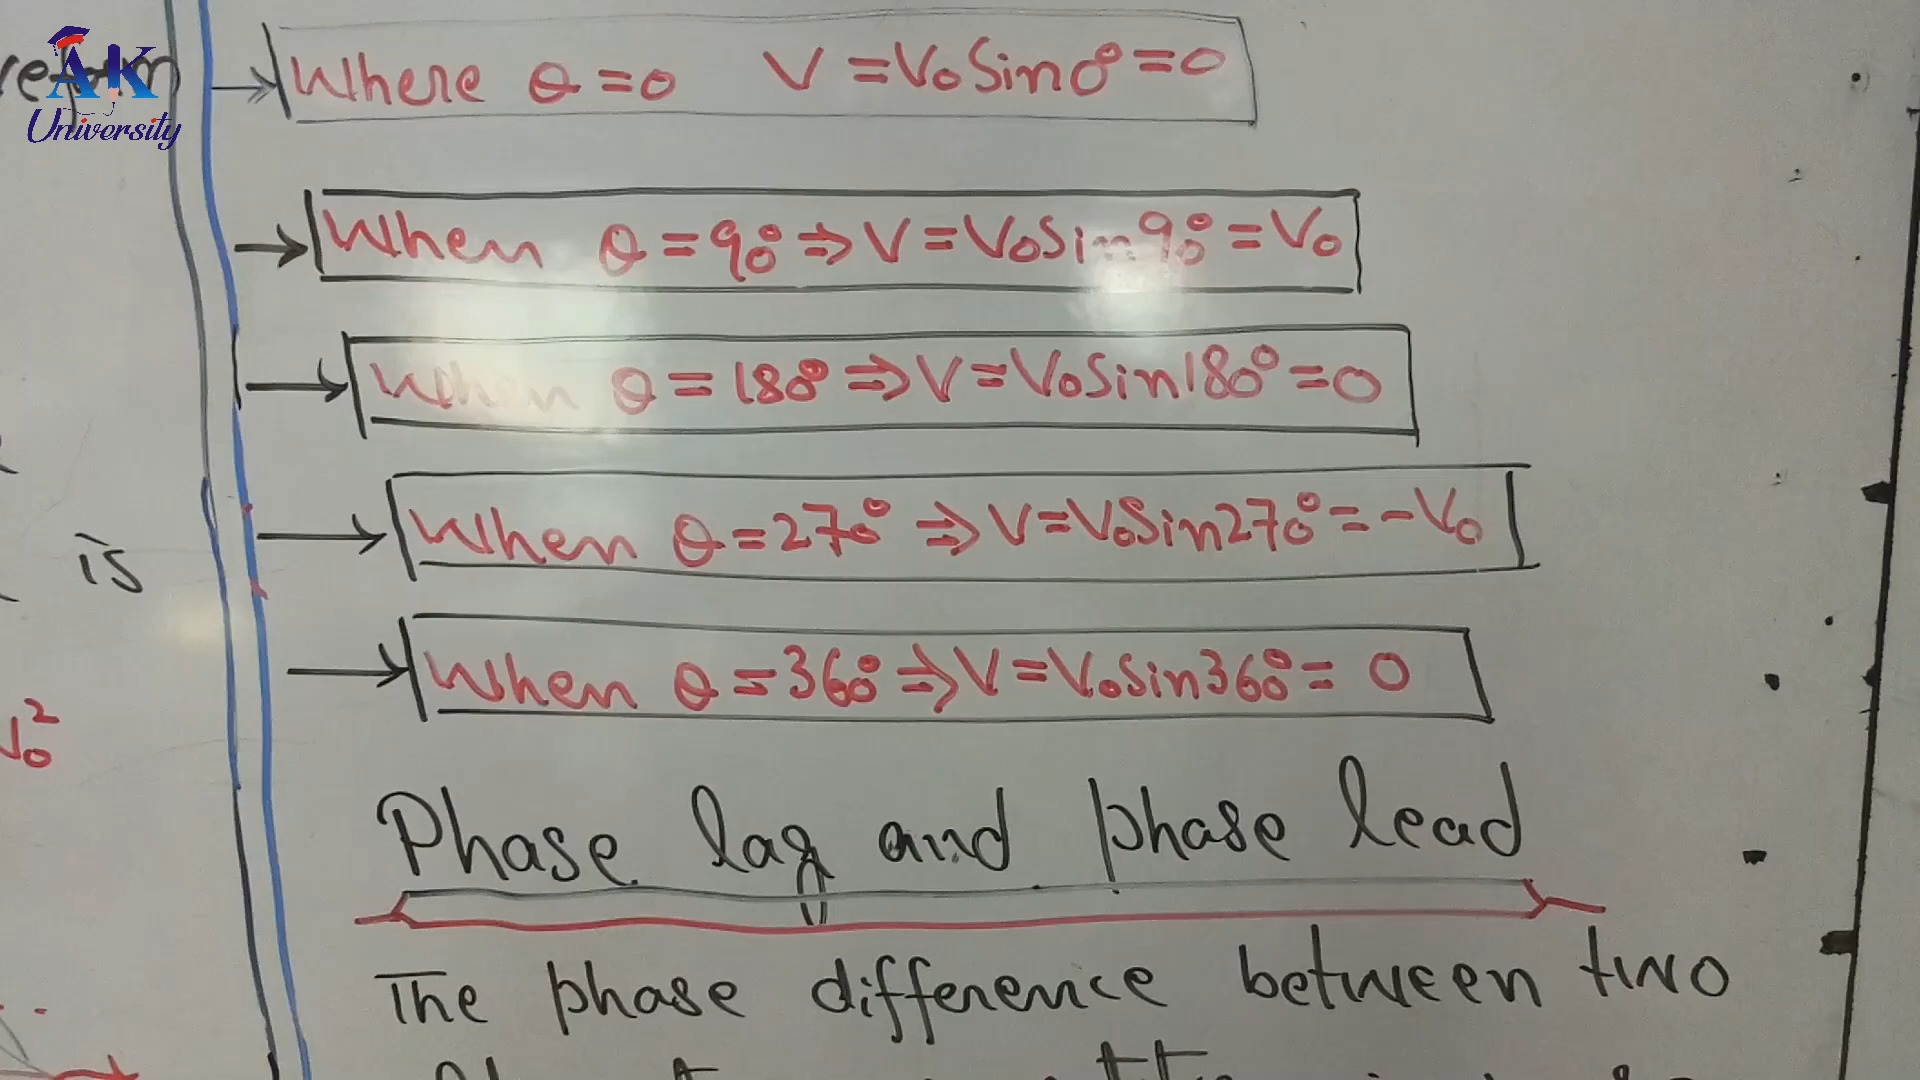 AK
University
Where θ = 0 V = V₀Sin0° = 0
When θ = 90° ⇒ V = V₀Sin90° = V₀
When θ = 180° ⇒ V = V₀Sin180° = 0
is
When θ = 270° ⇒ V = V₀Sin270° = -V₀
When θ = 360° ⇒ V = V₀Sin360° = 0
V₀²
Phase lag and phase lead
The phase difference between two